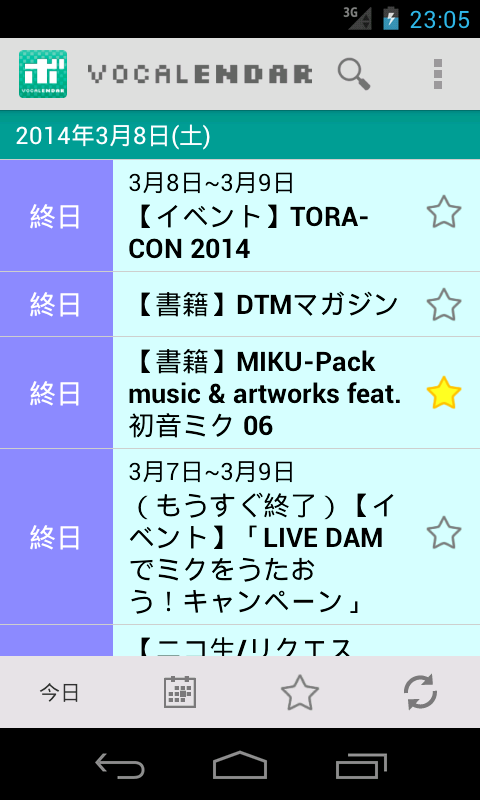 3G
23:05
ボ
VOCALENDAR
VOCALENDAR
2014年3月8日(土)
終日
3月8日~3月9日
【イベント】TORA-
CON 2014
終日
【書籍】DTMマガジン
終日
【書籍】MIKU-Pack
music & artworks feat.
初音ミク 06
終日
3月7日~3月9日
（もうすぐ終了）【イ
ベント】「LIVE DAM
でミクをうたお
う！キャンペーン」
【ニコ生/リクエス
今日